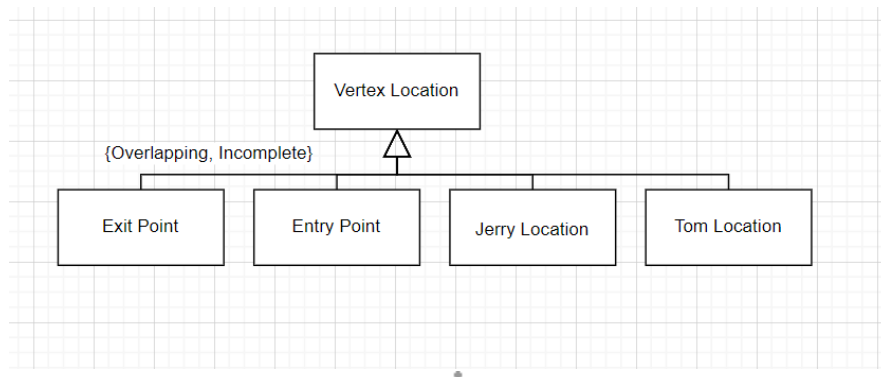 Vertex Location
{Overlapping, Incomplete}
Exit Point
Entry Point
Jerry Location
Tom Location